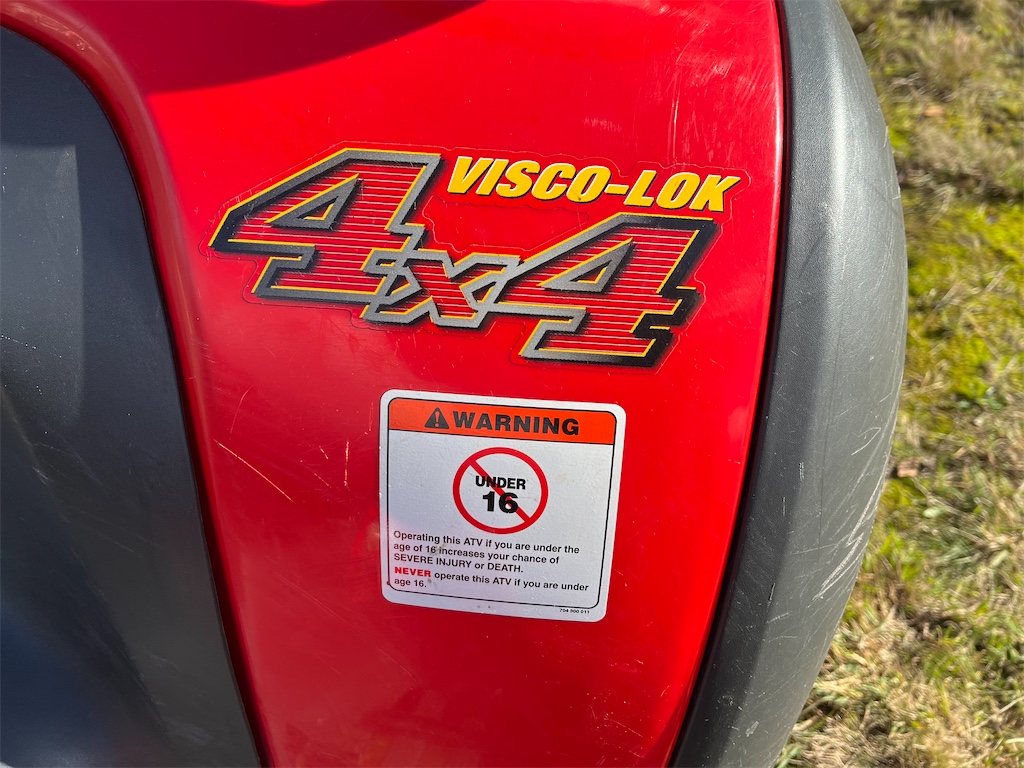 VISCO-LOK
4x4
WARNING
UNDER
16
Operating this ATV if you are under the
age of 16 increases your chance of
SEVERE INJURY or DEATH.
NEVER operate this ATV if you are under
age 16.
704 900 011